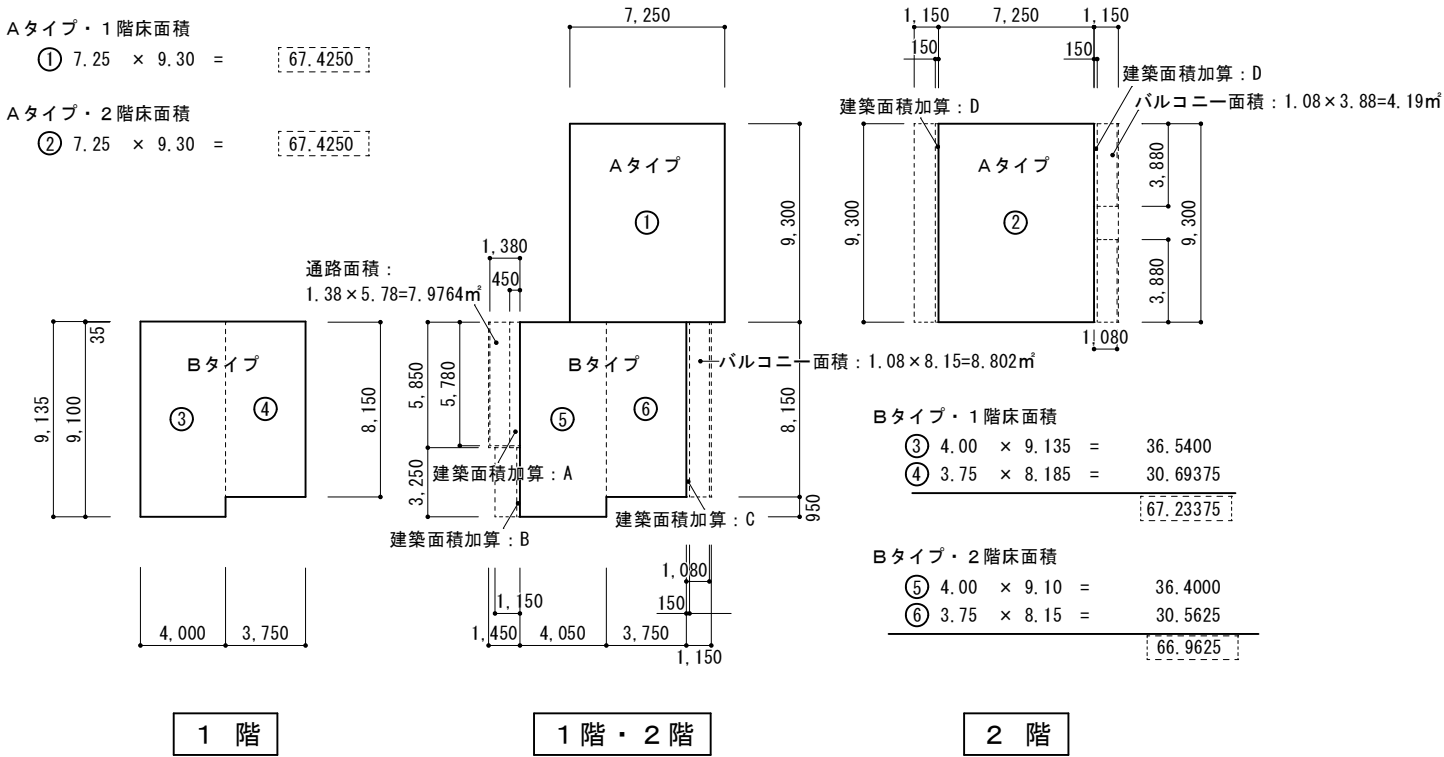 Aタイプ・1階床面積
① 7.25 × 9.30 = 67.4250
Aタイプ・2階床面積
② 7.25 × 9.30 = 67.4250
7,250
Aタイプ
①
9,300
1,380
450
通路面積:
1.38×5.78=7.9764㎡
5,850
5,780
3,250
Bタイプ
⑤
⑥
バルコニー面積:1.08×8.15=8.802㎡
8,150
950
建築面積加算:A
建築面積加算:B
建築面積加算:C
1,080
1,150
150
1,450
4,050
3,750
1,150
1階・2階
35
9,135
9,100
Bタイプ
③
④
8,150
4,000
3,750
1 階
1,150
7,250
1,150
150
150
建築面積加算:D
建築面積加算:D
バルコニー面積:1.08×3.88=4.19㎡
Aタイプ
②
9,300
3,880
3,880
9,300
1,080
Bタイプ・1階床面積
③ 4.00 × 9.135 = 36.5400
④ 3.75 × 8.185 = 30.69375
67.23375
Bタイプ・2階床面積
⑤ 4.00 × 9.10 = 36.4000
⑥ 3.75 × 8.15 = 30.5625
66.9625
2 階